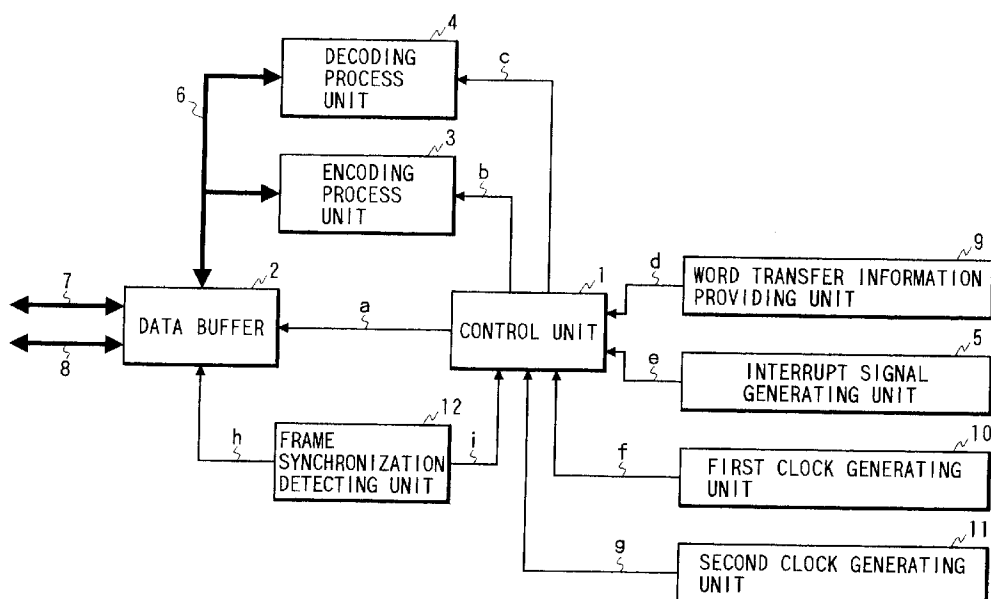 4
DECODING
PROCESS
UNIT
c
6
3
ENCODING
PROCESS
UNIT
b
9
d
WORD TRANSFER INFORMATION
PROVIDING UNIT
7
2
DATA BUFFER
8
a
1
CONTROL UNIT
5
e
INTERRUPT SIGNAL
GENERATING UNIT
12
h
FRAME
SYNCHRONIZATION
DETECTING UNIT
i
10
f
FIRST CLOCK GENERATING
UNIT
11
g
SECOND CLOCK GENERATING
UNIT